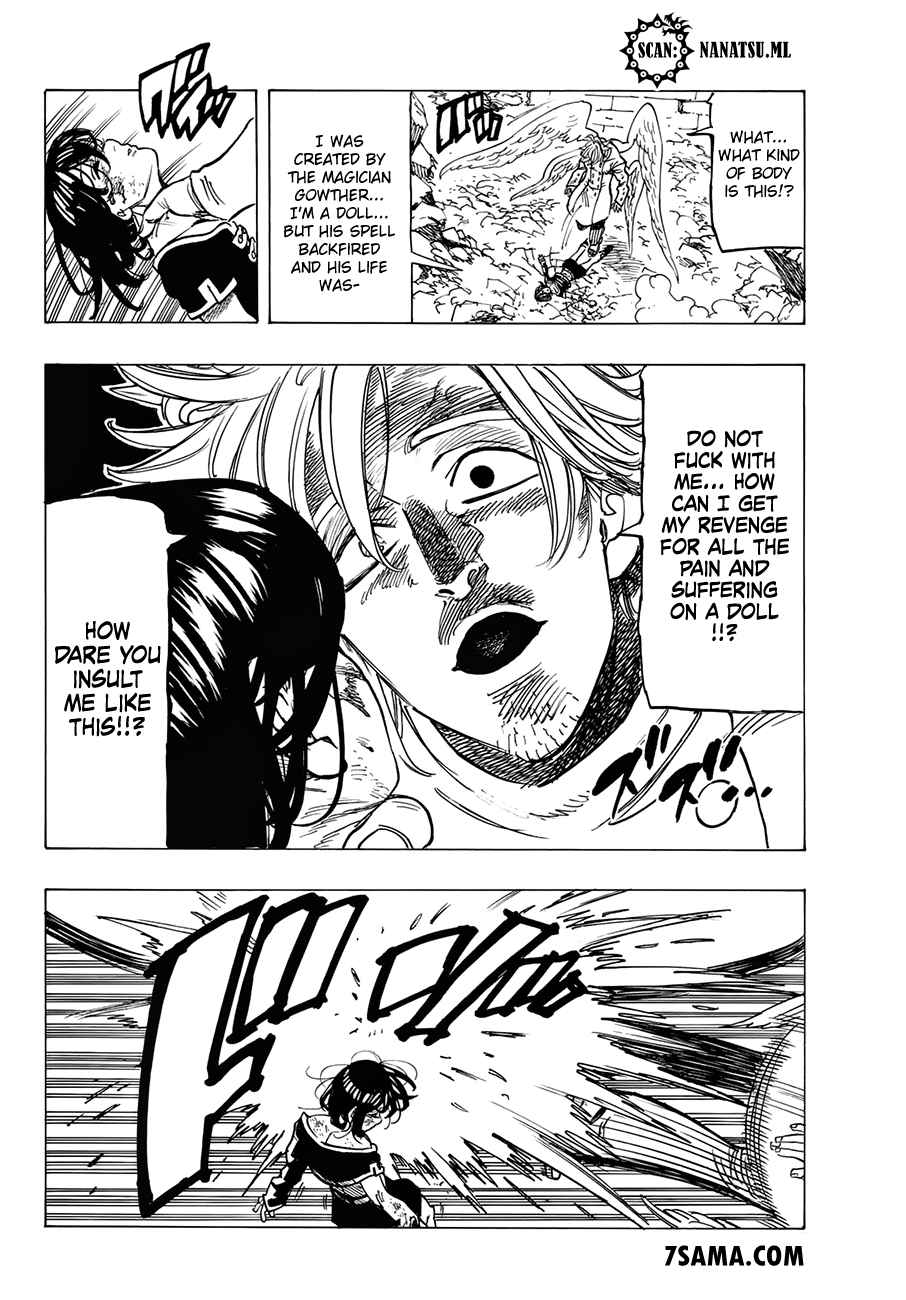 SCAN: NANATSU.ML
WHAT...
WHAT KIND
OF BODY
IS THIS!?
I WAS
CREATED BY
THE MAGICIAN
GOWTHER...
I'M A DOLL...
BUT HIS SPELL
BACKFIRED
AND HIS LIFE
WAS-
DO NOT
FUCK WITH
ME... HOW
CAN I GET
MY REVENGE
FOR ALL THE
PAIN AND
SUFFERING
ON A DOLL
!!?
ズズ...
HOW
DARE YOU
INSULT
ME LIKE
THIS!!?
7SAMA.COM